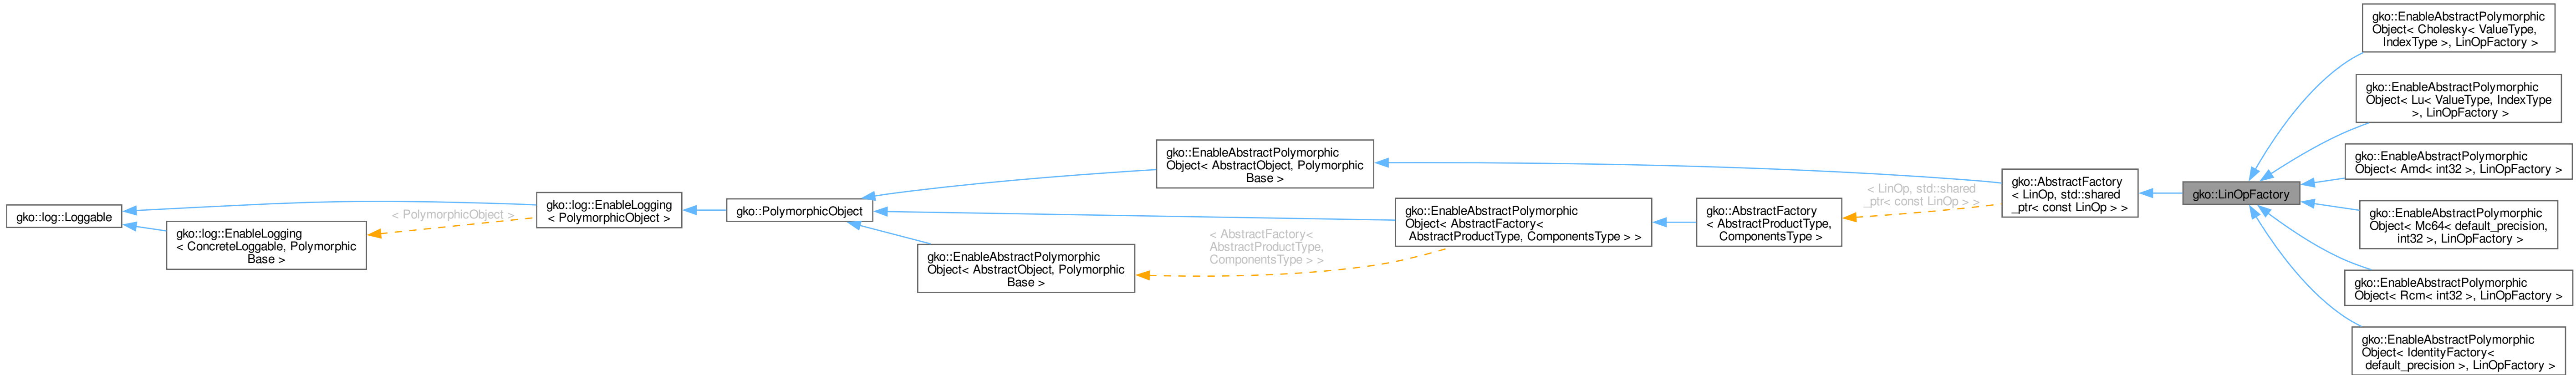 gko::log::Loggable
gko::log::EnableLogging
< ConcreteLoggable, Polymorphic
Base >
< PolymorphicObject >
gko::log::EnableLogging
< PolymorphicObject >
gko::PolymorphicObject
gko::EnableAbstractPolymorphic
Object< AbstractObject, Polymorphic
Base >
gko::EnableAbstractPolymorphic
Object< AbstractObject, Polymorphic
Base >
< AbstractFactory<
AbstractProductType,
ComponentsType > >
gko::EnableAbstractPolymorphic
Object< AbstractFactory<
AbstractProductType, ComponentsType > >
gko::AbstractFactory
< AbstractProductType,
ComponentsType >
< LinOp, std::shared
_ptr< const LinOp > >
gko::AbstractFactory
< LinOp, std::shared
_ptr< const LinOp > >
gko::LinOpFactory
gko::EnableAbstractPolymorphic
Object< Cholesky< ValueType,
IndexType >, LinOpFactory >
gko::EnableAbstractPolymorphic
Object< Lu< ValueType, IndexType
>, LinOpFactory >
gko::EnableAbstractPolymorphic
Object< Amd< int32 >, LinOpFactory >
gko::EnableAbstractPolymorphic
Object< Mc64< default_precision,
int32 >, LinOpFactory >
gko::EnableAbstractPolymorphic
Object< Rcm< int32 >, LinOpFactory >
gko::EnableAbstractPolymorphic
Object< IdentityFactory<
default_precision >, LinOpFactory >